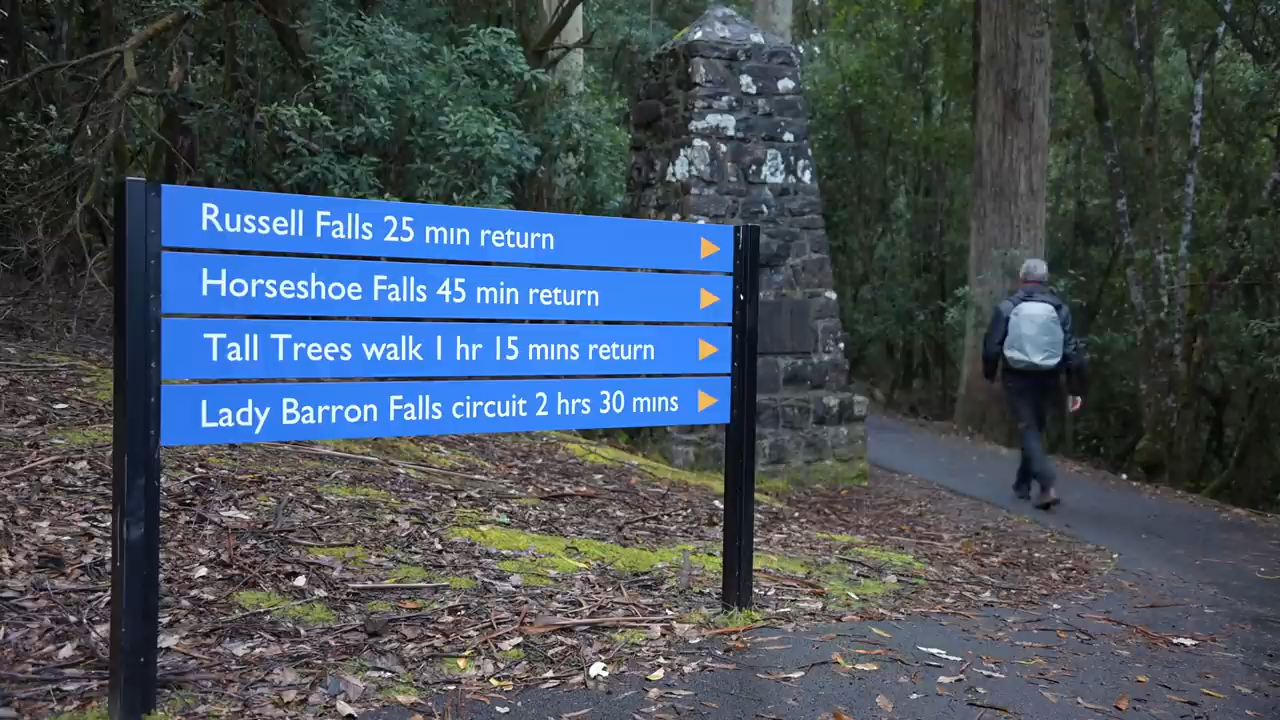 Russell Falls 25 min return
Horseshoe Falls 45 min return
Tall Trees walk 1 hr 15 mins return
Lady Barron Falls circuit 2 hrs 30 mins